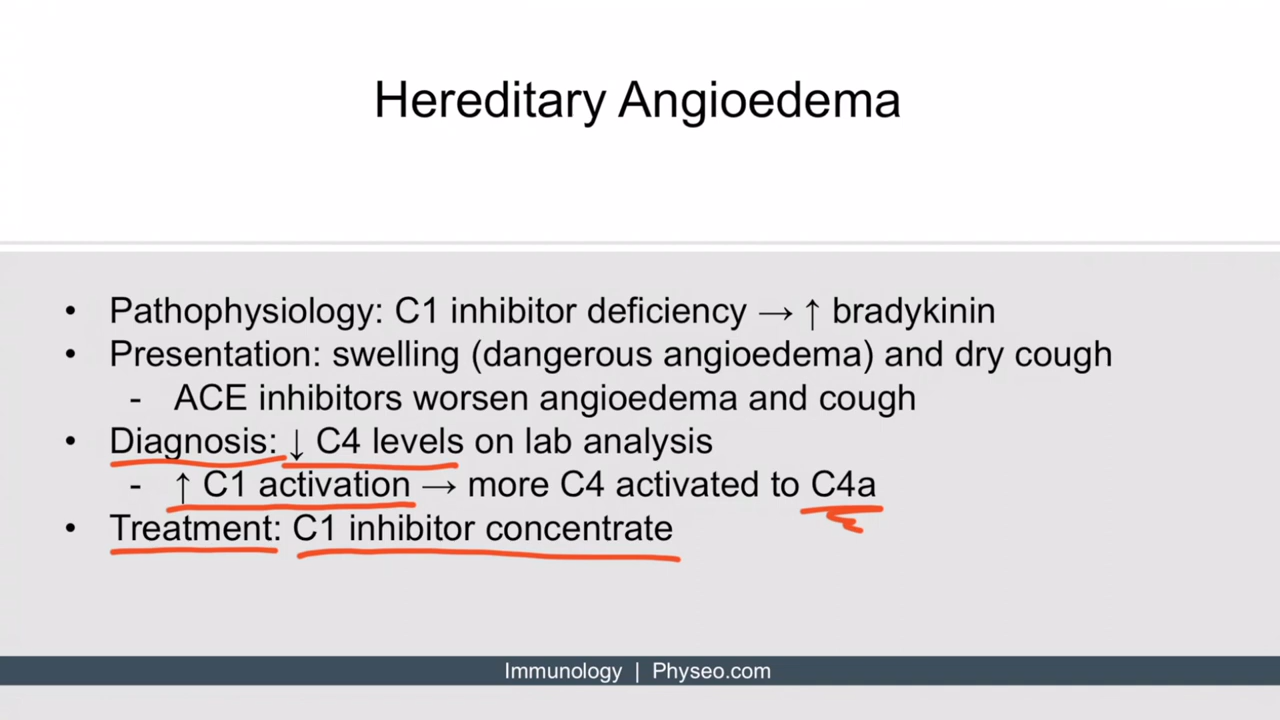 Hereditary Angioedema
• Pathophysiology: C1 inhibitor deficiency → ↑ bradykinin
• Presentation: swelling (dangerous angioedema) and dry cough
- ACE inhibitors worsen angioedema and cough
• Diagnosis: ↓ C4 levels on lab analysis
- ↑ C1 activation → more C4 activated to C4a
• Treatment: C1 inhibitor concentrate
Immunology | Physeo.com